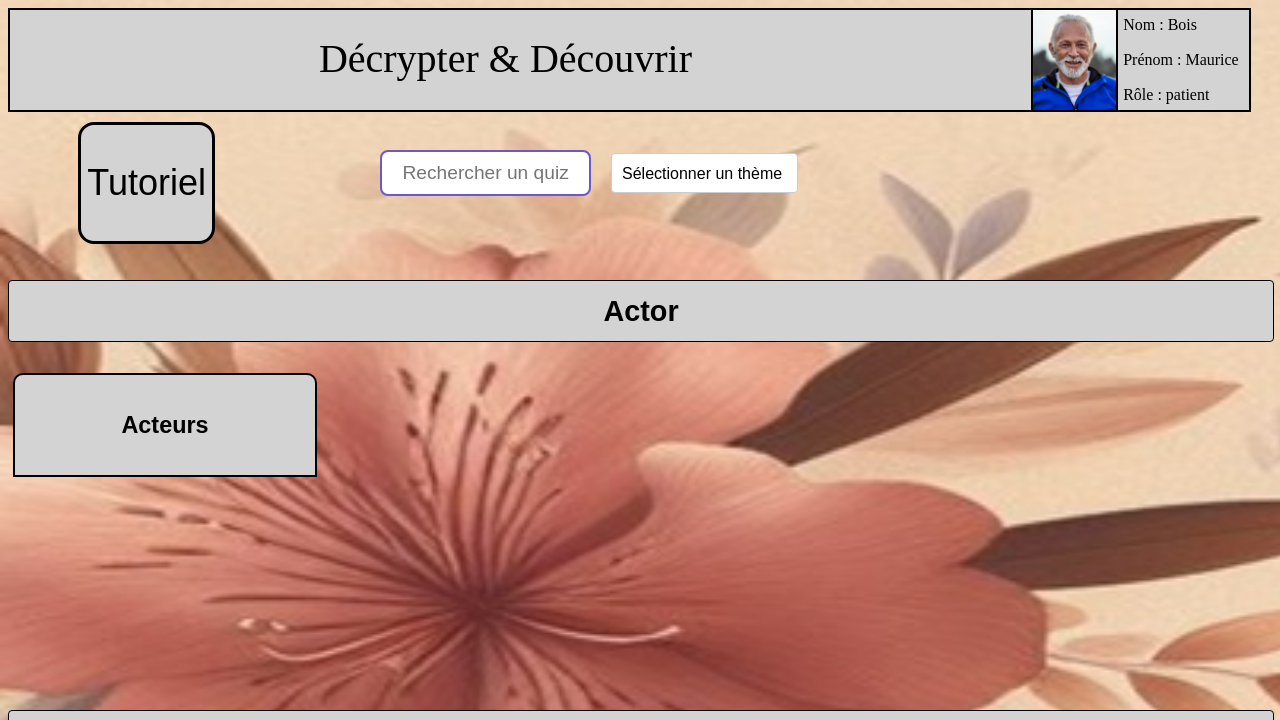 Décrypter & Découvrir
Nom : Bois
Prénom : Maurice
Rôle : patient
Tutoriel
Rechercher un quiz
Sélectionner un thème
Actor
Acteurs